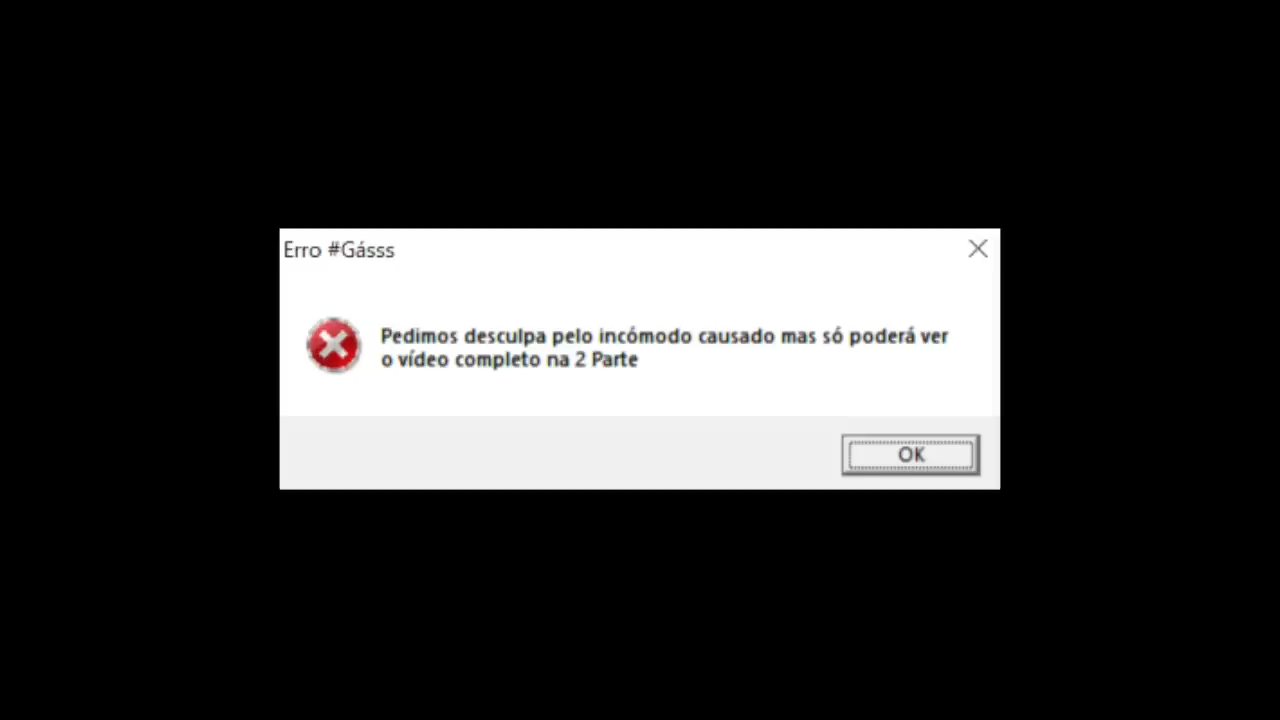 Erro #Gásss
Pedimos desculpa pelo incómodo causado mas só poderá ver
o vídeo completo na 2 Parte
OK